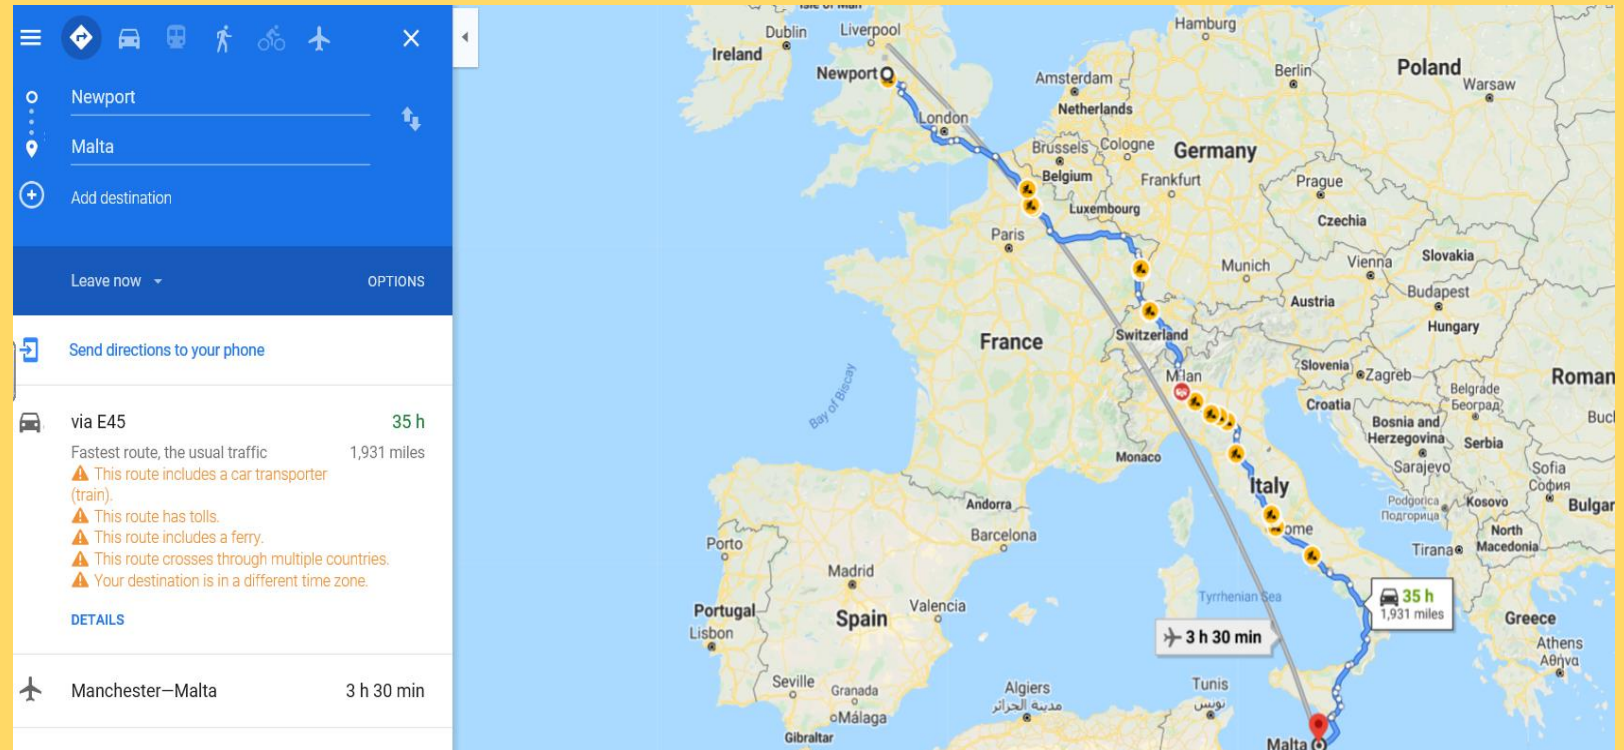 Newport
Malta
Add destination
Leave now
OPTIONS
Send directions to your phone
via E45
35 h
Fastest route, the usual traffic
1,931 miles
This route includes a car transporter
(train).
This route has tolls.
This route includes a ferry.
This route crosses through multiple countries.
Your destination is in a different time zone.
DETAILS
Manchester—Malta
3 h 30 min
Dublin
Liverpool
Ireland
Newport
Hamburg
Amsterdam
Netherlands
Berlin
Poland
Warsaw
London
Brussels
Cologne
Germany
Belgium
Frankfurt
Prague
Luxembourg
Czechia
Paris
Munich
Vienna
Slovakia
Austria
Budapest
Hungary
France
Switzerland
Milan
Slovenia
Zagreb
Roman
Belgrade
Београд
Croatia
Bosnia and
Herzegovina
Serbia
Buc
Bay of Biscay
Monaco
Sarajevo
Sofia
София
Italy
Andorra
Podgorica
Подгорица
Kosovo
Bulgar
Porto
Barcelona
ome
North
Macedonia
Tirana
Madrid
Tyrrhenian Sea
35 h
1,931 miles
Portugal
Lisbon
Spain
Valencia
3 h 30 min
Greece
Athens
Αθήνα
Seville
Granada
Málaga
Algiers
مدينة الجزائر
Tunis
تونس
Gibraltar
Malta